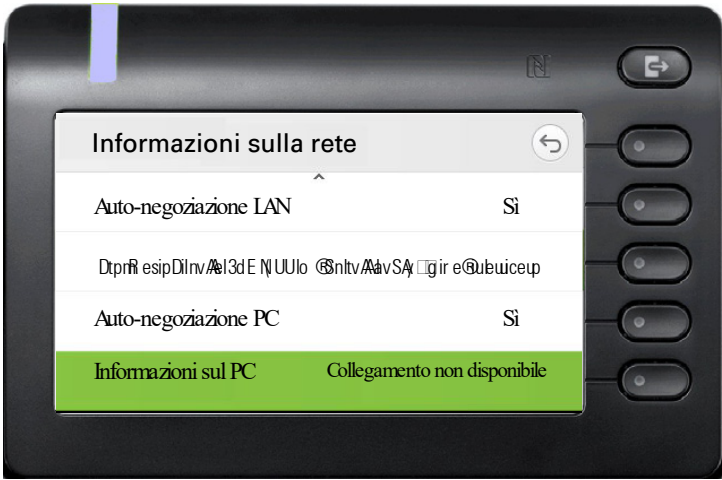 Informazioni sulla rete
Auto-negoziazione LAN Sì
Auto-negoziazione PC Sì
Informazioni sul PC Collegamento non disponibile